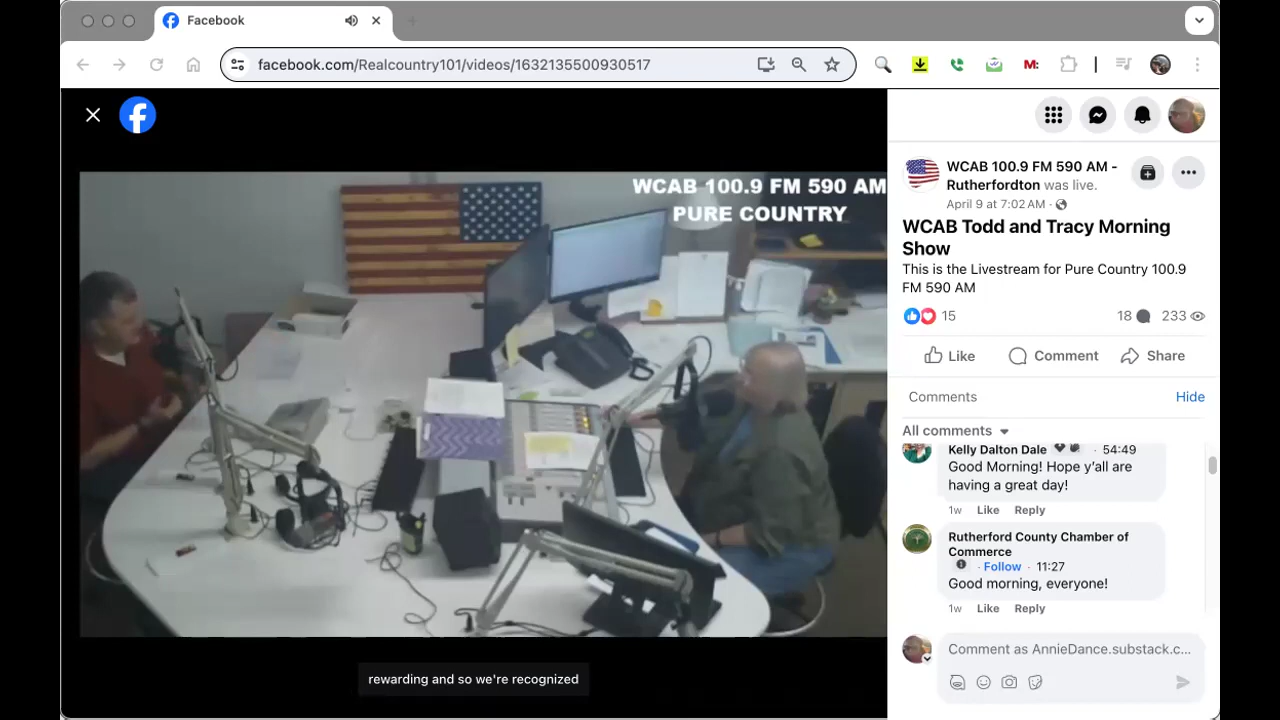 Facebook
facebook.com/Realcountry101/videos/1632135500930517
M:
WCAB 100.9 FM 590 AM
PURE COUNTRY
rewarding and so we're recognized
WCAB 100.9 FM 590 AM -
Rutherfordton was live.
April 9 at 7:02 AM ·
WCAB Todd and Tracy Morning
Show
This is the Livestream for Pure Country 100.9
FM 590 AM
15
18
233
Like
Comment
Share
Comments
Hide
All comments
Kelly Dalton Dale · 54:49
Good Morning! Hope y'all are
having a great day!
1w Like Reply
Rutherford County Chamber of
Commerce
· Follow · 11:27
Good morning, everyone!
1w Like Reply
Comment as AnnieDance.substack.c...